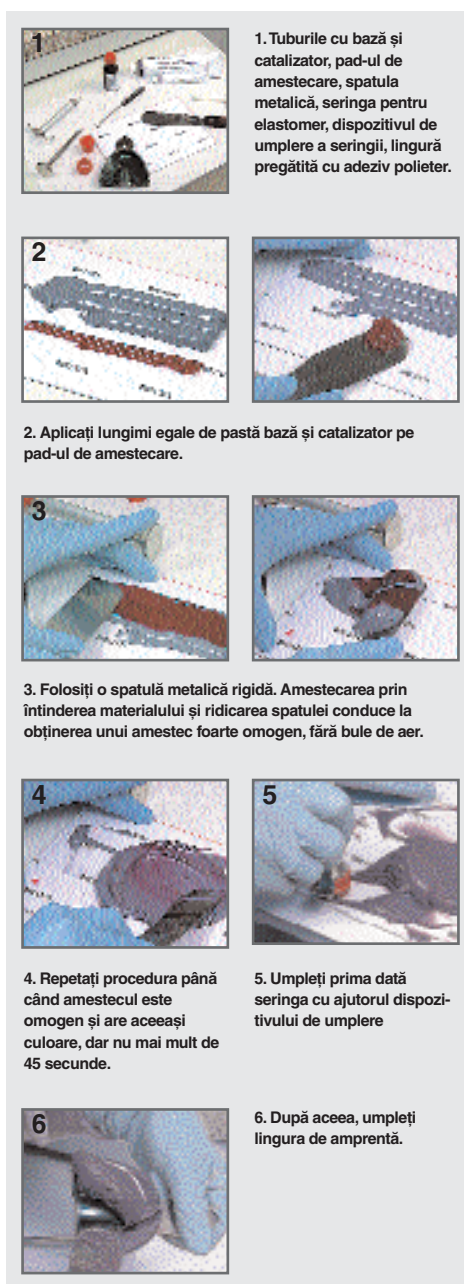 1
1. Tuburile cu bază și
catalizator, pad-ul de
amestecare, spatula
metalică, seringa pentru
elastomer, dispozitivul de
umplere a seringii, lingură
pregătită cu adeziv polieter.
2
2. Aplicați lungimi egale de pastă bază și catalizator pe
pad-ul de amestecare.
3
3. Folosiți o spatulă metalică rigidă. Amestecarea prin
întinderea materialului și ridicarea spatulei conduce la
obținerea unui amestec foarte omogen, fără bule de aer.
4
5
4. Repetați procedura până
când amestecul este
omogen și are aceeași
culoare, dar nu mai mult de
45 secunde.
5. Umpleți prima dată
seringa cu ajutorul dispozi-
tivului de umplere
6
6. După aceea, umpleți
lingura de amprentă.